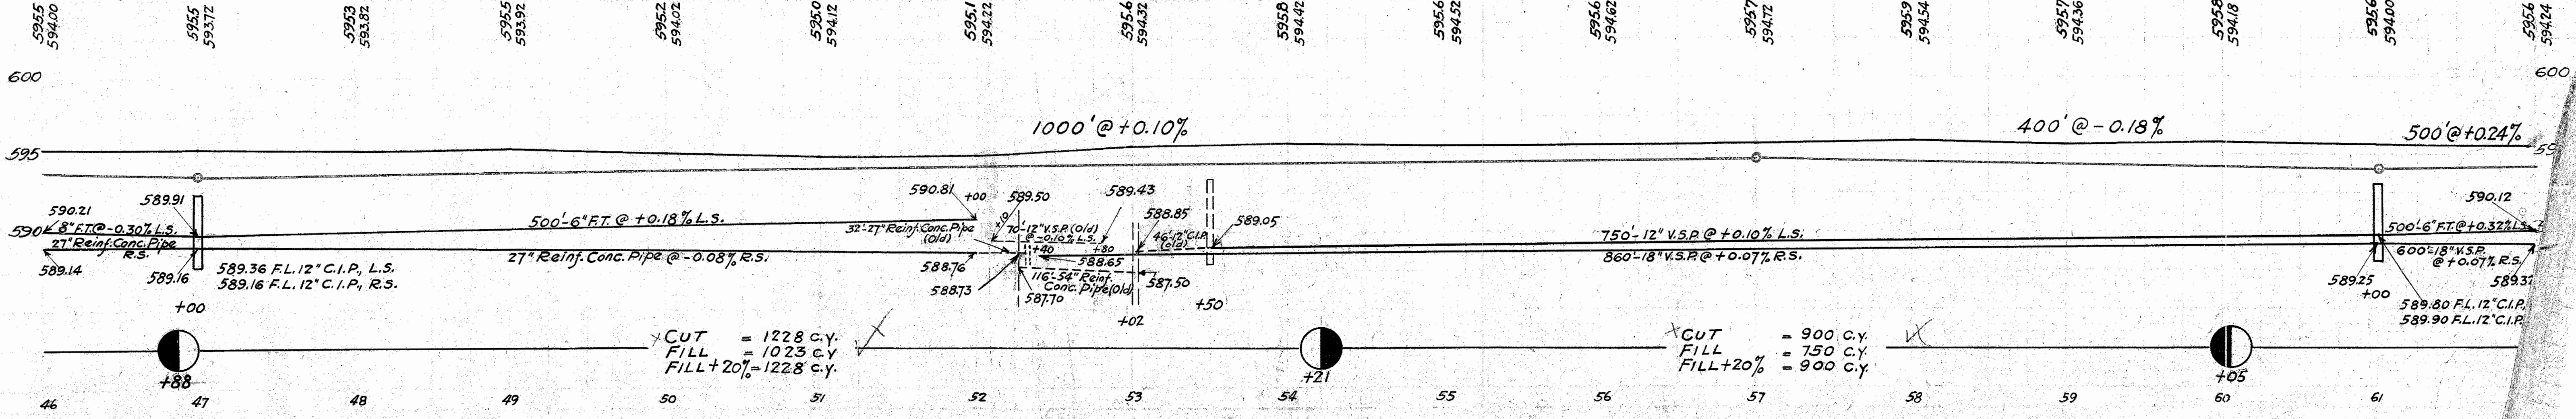 595.5
594.00
595.5
593.72
595.3
593.82
595.5
593.92
595.2
594.02
595.0
594.12
595.1
594.22
595.6
594.32
595.8
594.42
595.6
594.52
595.6
594.62
595.7
594.72
595.9
594.54
595.7
594.36
595.8
594.18
595.6
594.00
595.6
594.24
600
600
1000' @ +0.10%
400' @ -0.18%
500' @ +0.24%
595
59
590.21
589.91
8" F.T. @ -0.30% L.S.
590
27" Reinf. Conc. Pipe
R.S.
589.14
589.16
589.36 F.L. 12" C.I.P., L.S.
589.16 F.L. 12" C.I.P., R.S.
+00
500'-6" F.T. @ +0.18% L.S.
27" Reinf. Conc. Pipe @ -0.08% R.S.
590.81
+00
589.50
+10
589.43
32'-27" Reinf. Conc. Pipe
(Old)
70'-12" V.S.P. (Old)
@ -0.10% L.S.
+40
+80
588.85
46'-12" C.I.P.
(Old)
589.05
588.76
588.65
588.73
116'-54" Reinf.
Conc. Pipe (Old)
587.70
587.50
+02
+50
750'-12" V.S.P. @ +0.10% L.S.
860'-18" V.S.P. @ +0.07% R.S.
590.12
500'-6" F.T. @ +0.32% L.S.
600'-18" V.S.P.
@ +0.07% R.S.
589.25
589.37
+00
589.80 F.L. 12" C.I.P.,
589.90 F.L. 12" C.I.P.,
+88
CUT = 1228 C.Y.
FILL = 1023 C.Y.
FILL+20% = 1228 C.Y.
+21
CUT = 900 C.Y.
FILL = 750 C.Y.
FILL+20% = 900 C.Y.
+05
46 47 48 49 50 51 52 53 54 55 56 57 58 59 60 61